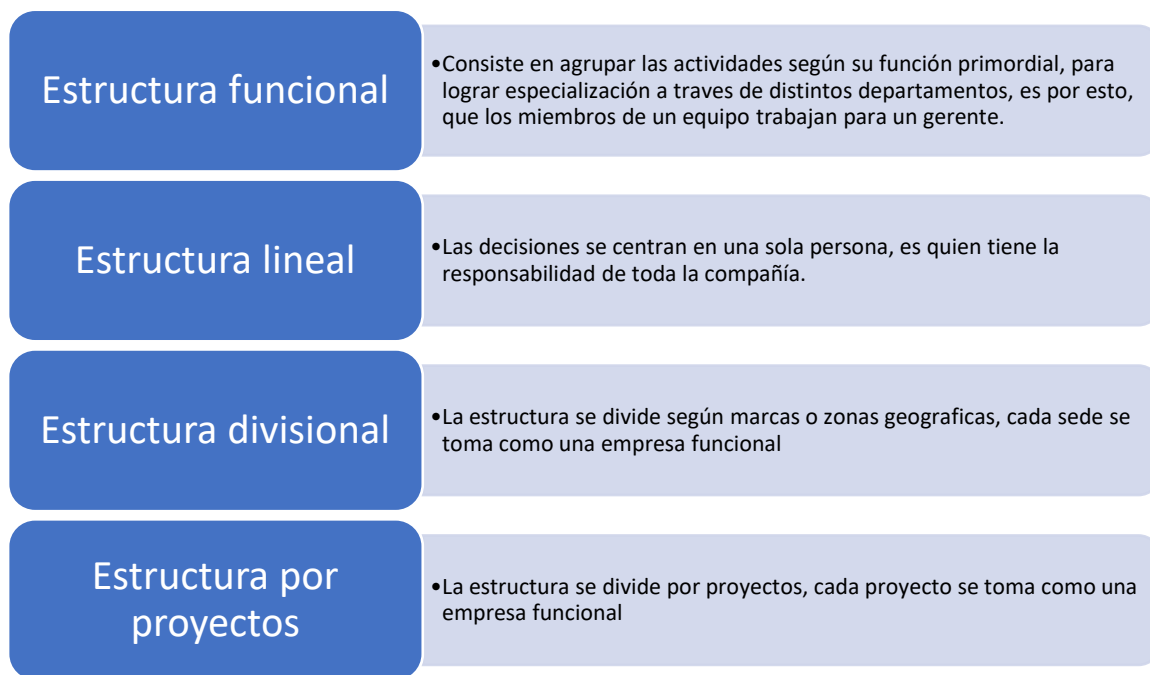 Estructura funcional
•Consiste en agrupar las actividades según su función primordial, para
lograr especialización a traves de distintos departamentos, es por esto,
que los miembros de un equipo trabajan para un gerente.
Estructura lineal
•Las decisiones se centran en una sola persona, es quien tiene la
responsabilidad de toda la compañía.
Estructura divisional
•La estructura se divide según marcas o zonas geograficas, cada sede se
toma como una empresa funcional
Estructura por
proyectos
•La estructura se divide por proyectos, cada proyecto se toma como una
empresa funcional